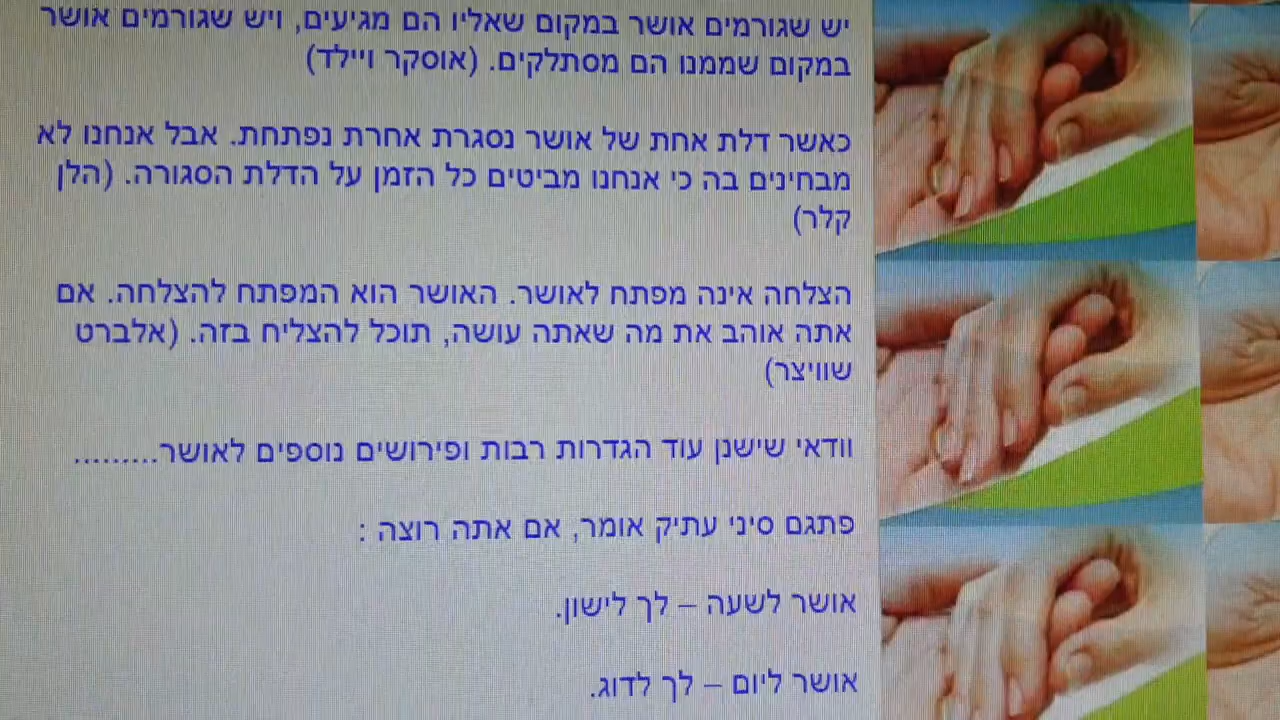 יש שגורמים אושר במקום שאליו הם מגיעים, ויש שגורמים אושר
במקום שממנו הם מסתלקים. (אוסקר ויילד)
כאשר דלת אחת של אושר נסגרת אחרת נפתחת. אבל אנחנו לא
מבחינים בה כי אנחנו מביטים כל הזמן על הדלת הסגורה. (הלן
קלר)
הצלחה אינה מפתח לאושר. האושר הוא המפתח להצלחה. אם
אתה אוהב את מה שאתה עושה, תוכל להצליח בזה. (אלברט
שוויצר)
וודאי שישנן עוד הגדרות רבות ופירושים נוספים לאושר.........
פתגם סיני עתיק אומר, אם אתה רוצה :
אושר לשעה – לך לישון.
אושר ליום – לך לדוג.